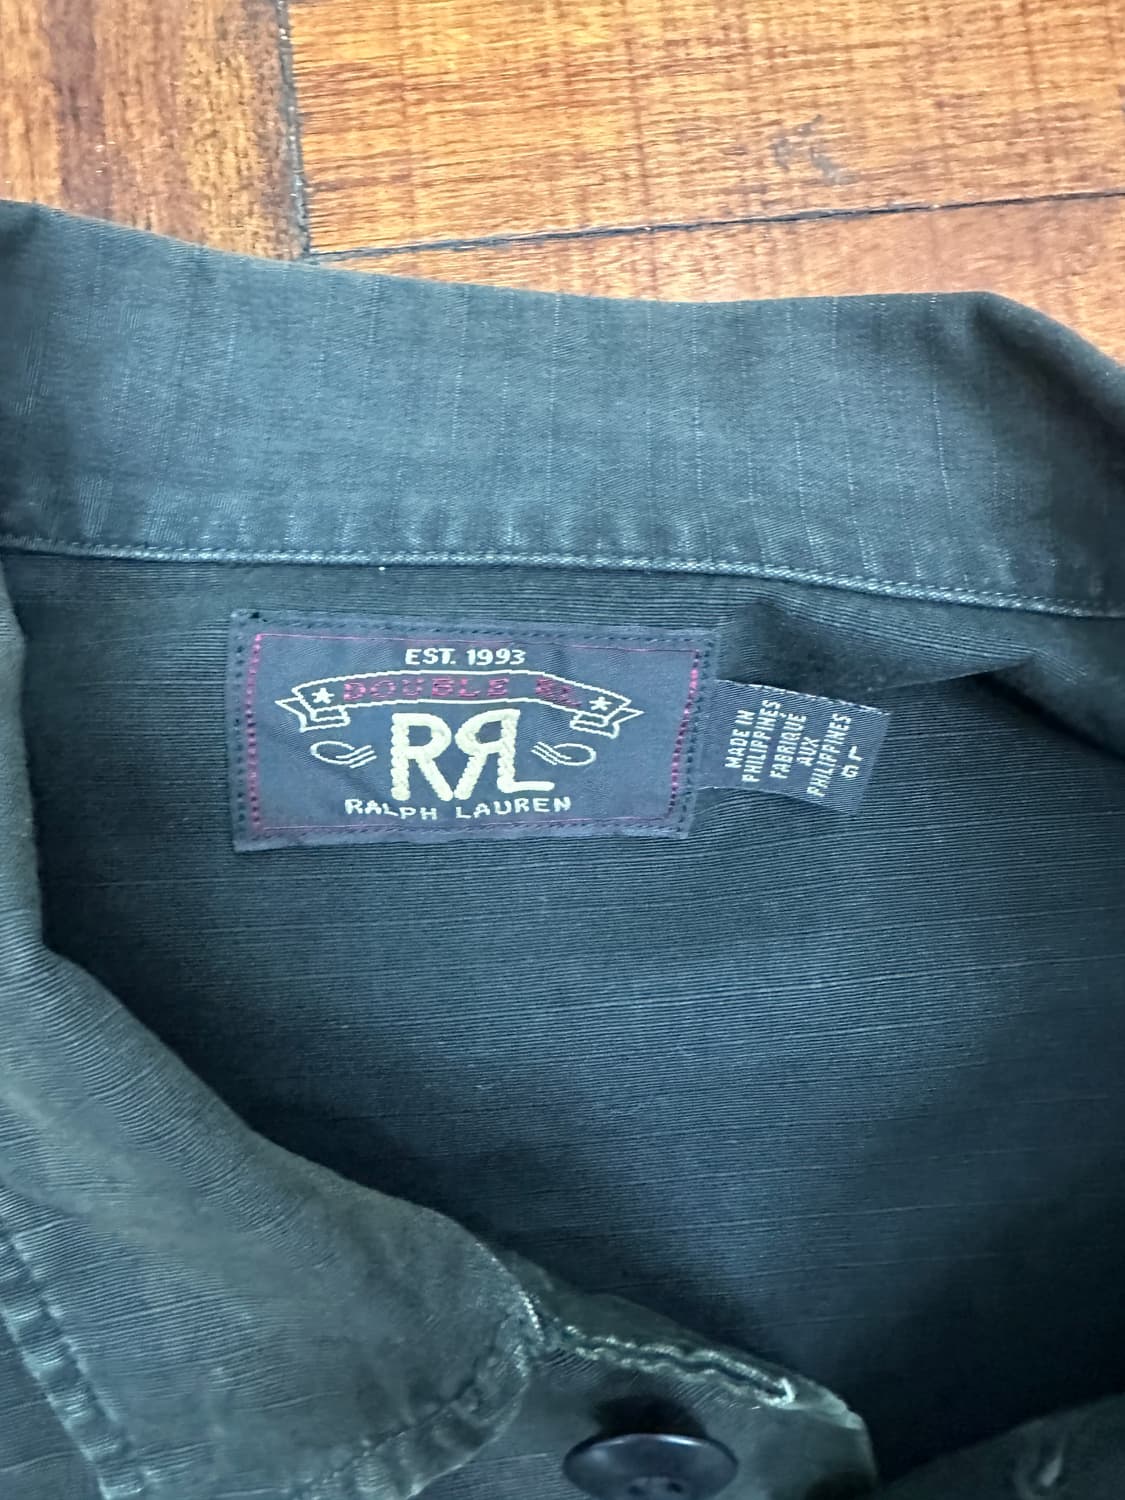 EST. 1993
DOUBLE RL
RRL
RALPH LAUREN
MADE IN
PHILIPPINES
FABRIQUE
AUX
PHILIPPINES